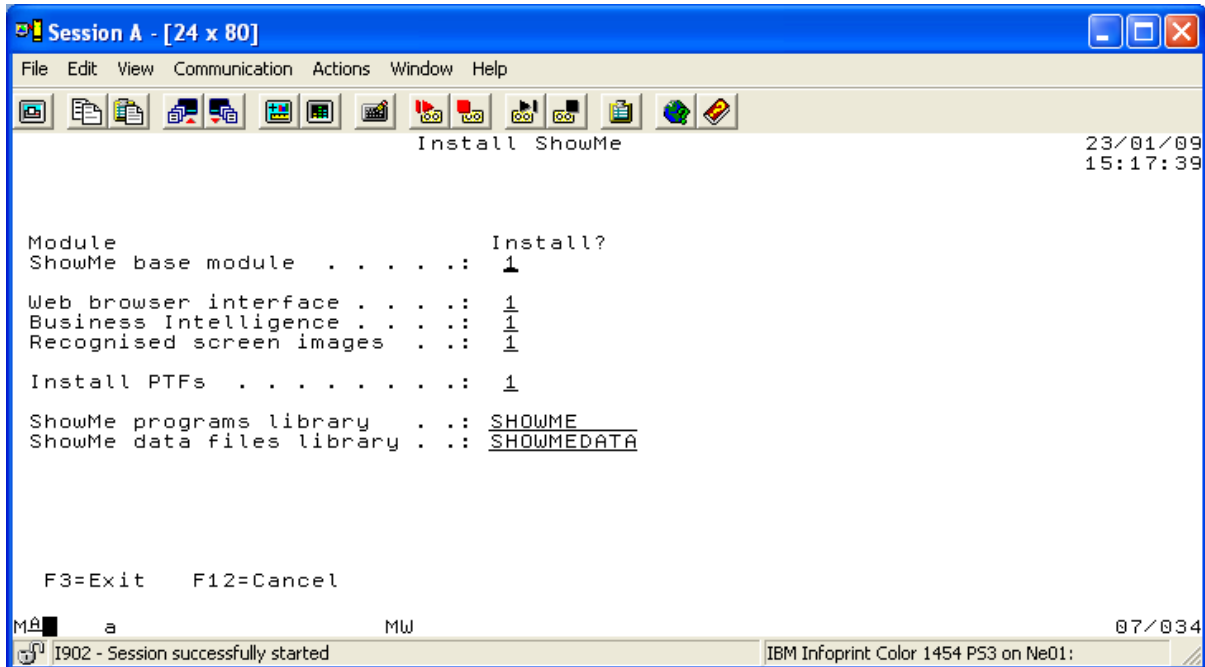 Session A - [24 x 80]
File Edit View Communication Actions Window Help
Install ShowMe 23/01/09
15:17:39
Module Install?
ShowMe base module . . . . .: 1
Web browser interface . . . .: 1
Business Intelligence . . . .: 1
Recognised screen images . .: 1
Install PTFs . . . . . . . .: 1
ShowMe programs library . .: SHOWME
ShowMe data files library . .: SHOWMEDATA
F3=Exit F12=Cancel
MA a MW 07/034
I902 - Session successfully started IBM Infoprint Color 1454 PS3 on Ne01: